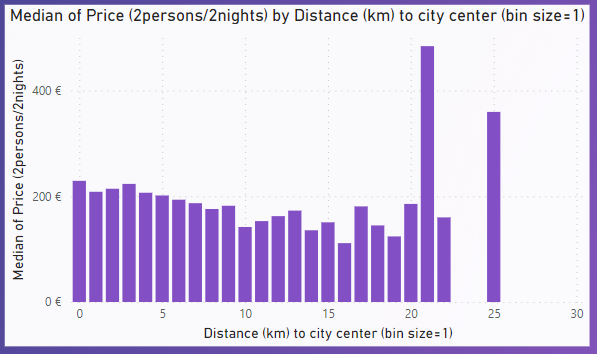 Median of Price (2persons/2nights) by Distance (km) to city center (bin size=1)
Median of Price (2persons/2nights)
400 €
200 €
0 €
0 5 10 15 20 25 30
Distance (km) to city center (bin size=1)